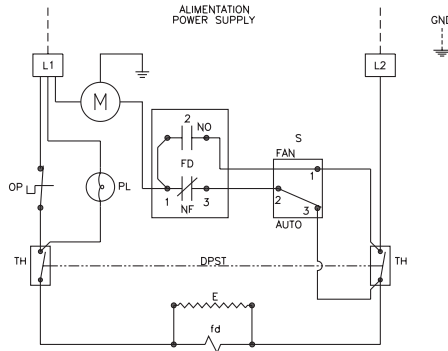 ALIMENTATION
POWER SUPPLY
GND
L1
L2
M
2
NO
S
FAN
1
FD
OP
PL
1
NF
3
2
3
AUTO
TH
DPST
TH
E
fd